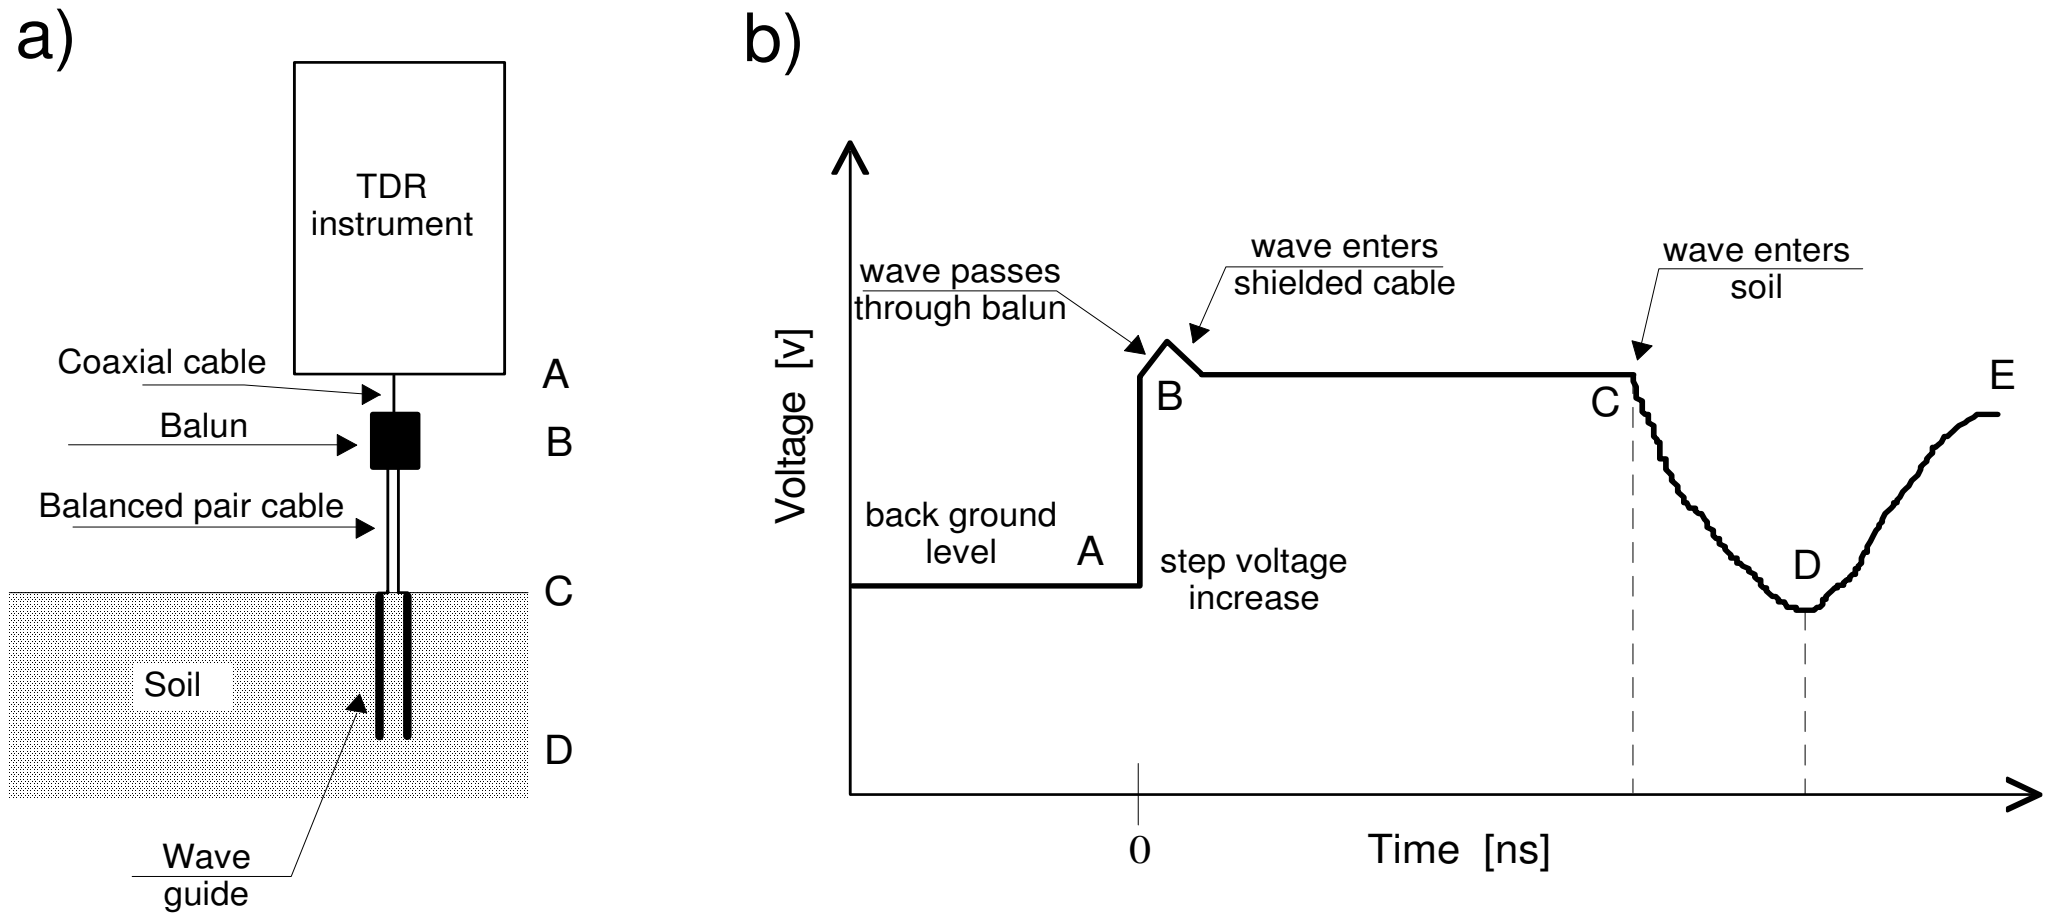 a)
TDR
instrument
Coaxial cable
A
Balun
B
Balanced pair cable
C
Soil
D
Wave
guide
b)
Voltage [v]
wave passes
through balun
wave enters
shielded cable
wave enters
soil
B
C
E
back ground
level
A
step voltage
increase
D
0
Time [ns]